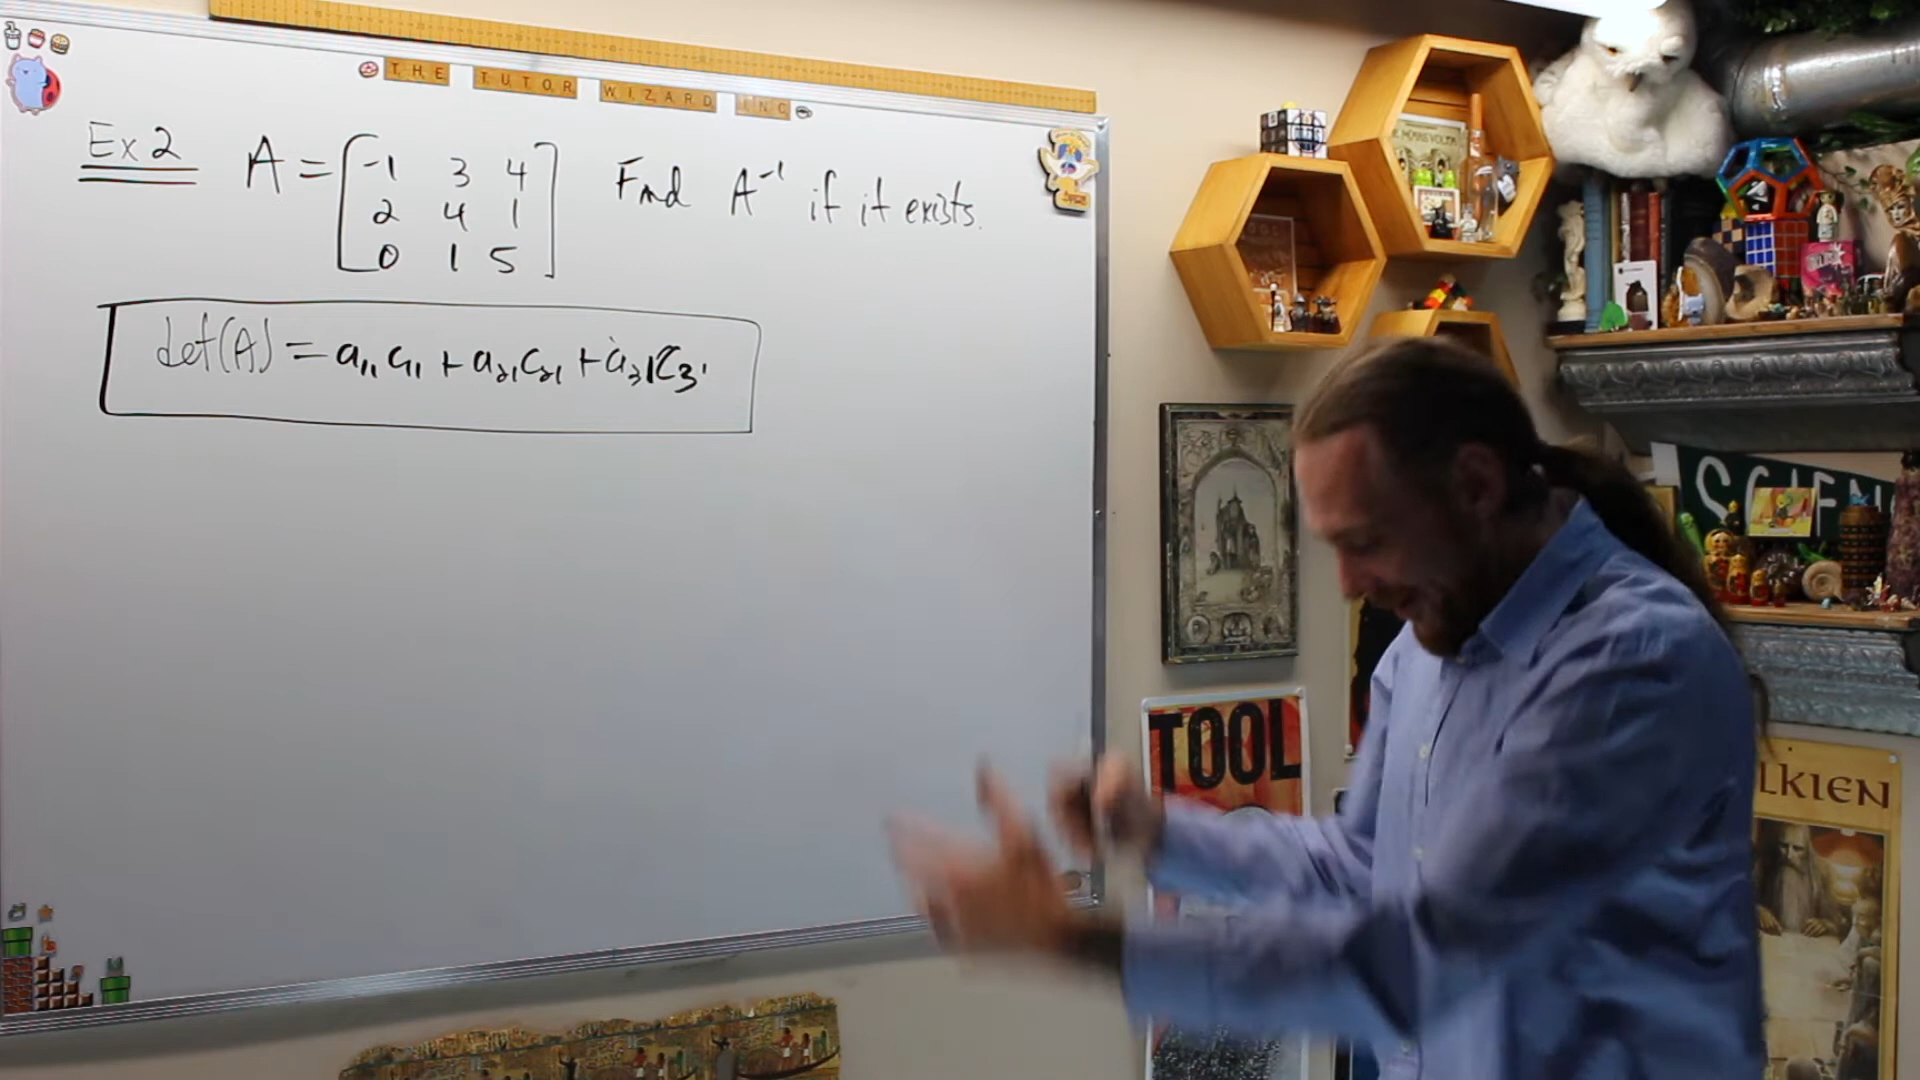 THE TUTOR WIZARD INC
Ex 2 A = [-1 3 4
2 4 1
0 1 5] Find A⁻¹ if it exists.
det(A) = a₁₁C₁₁ + a₂₁C₂₁ + a₃₁C₃₁
TOOL